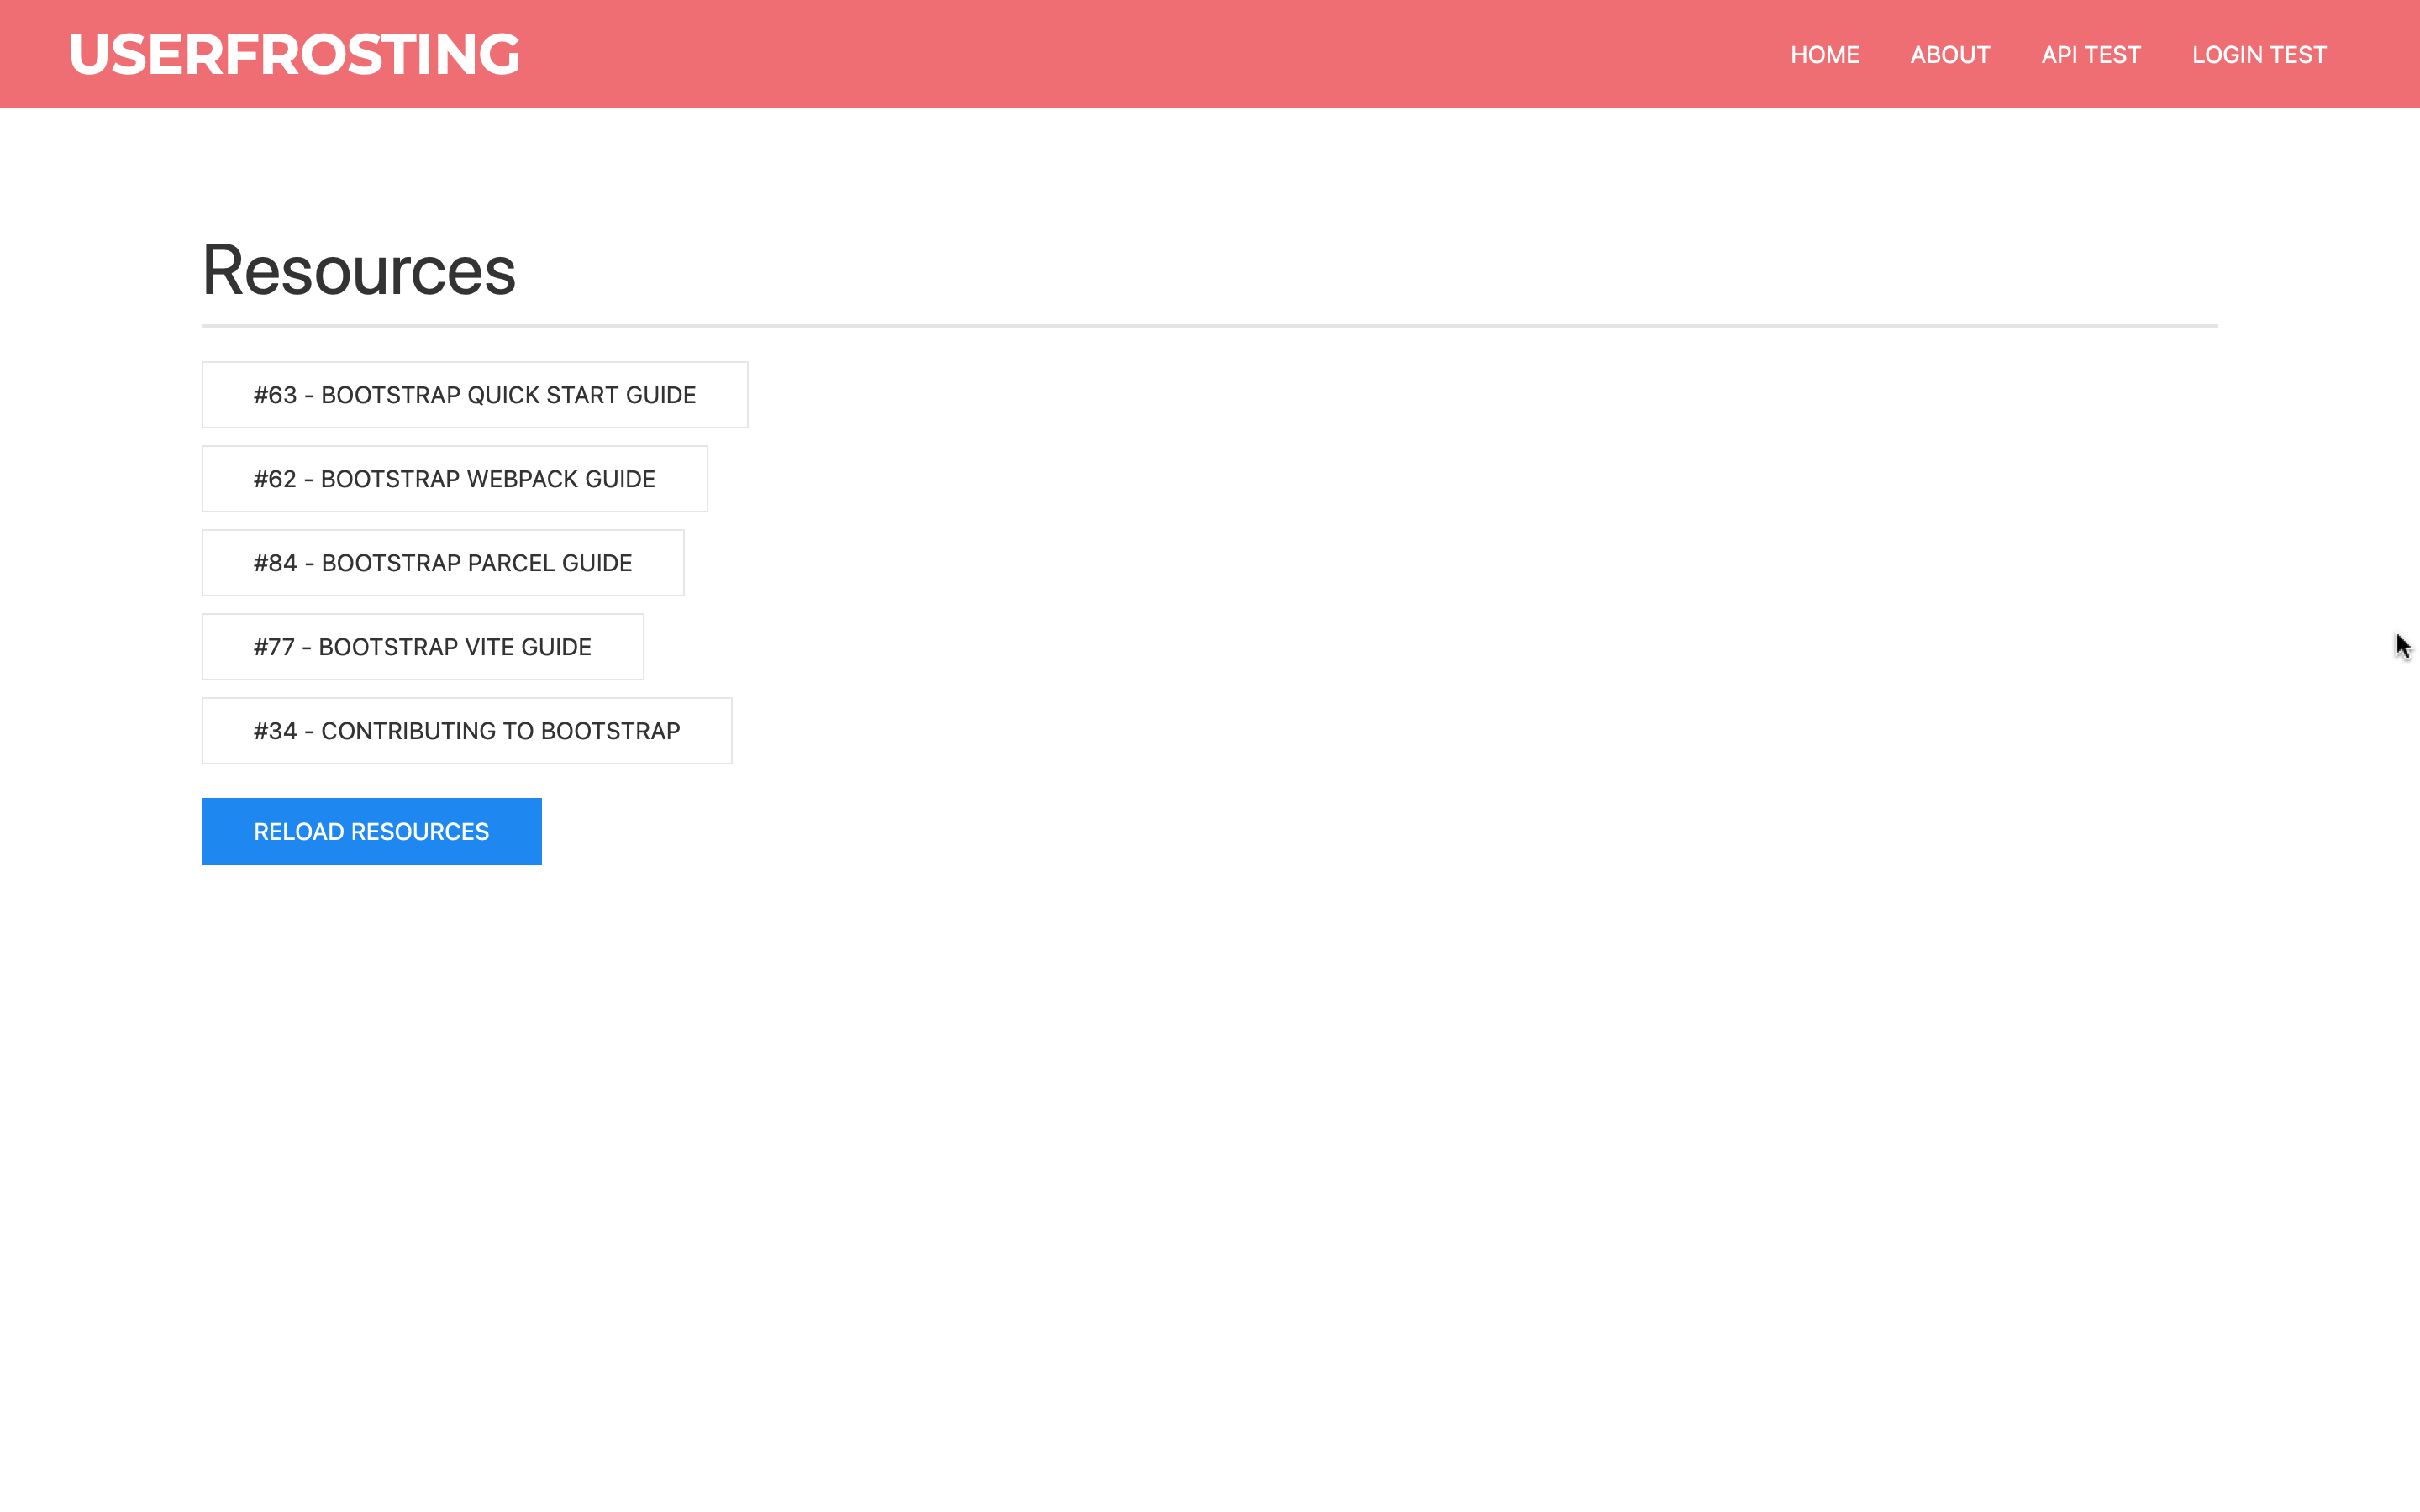 USERFROSTING
HOME ABOUT API TEST LOGIN TEST
Resources
#63 - BOOTSTRAP QUICK START GUIDE
#62 - BOOTSTRAP WEBPACK GUIDE
#84 - BOOTSTRAP PARCEL GUIDE
#77 - BOOTSTRAP VITE GUIDE
#34 - CONTRIBUTING TO BOOTSTRAP
RELOAD RESOURCES